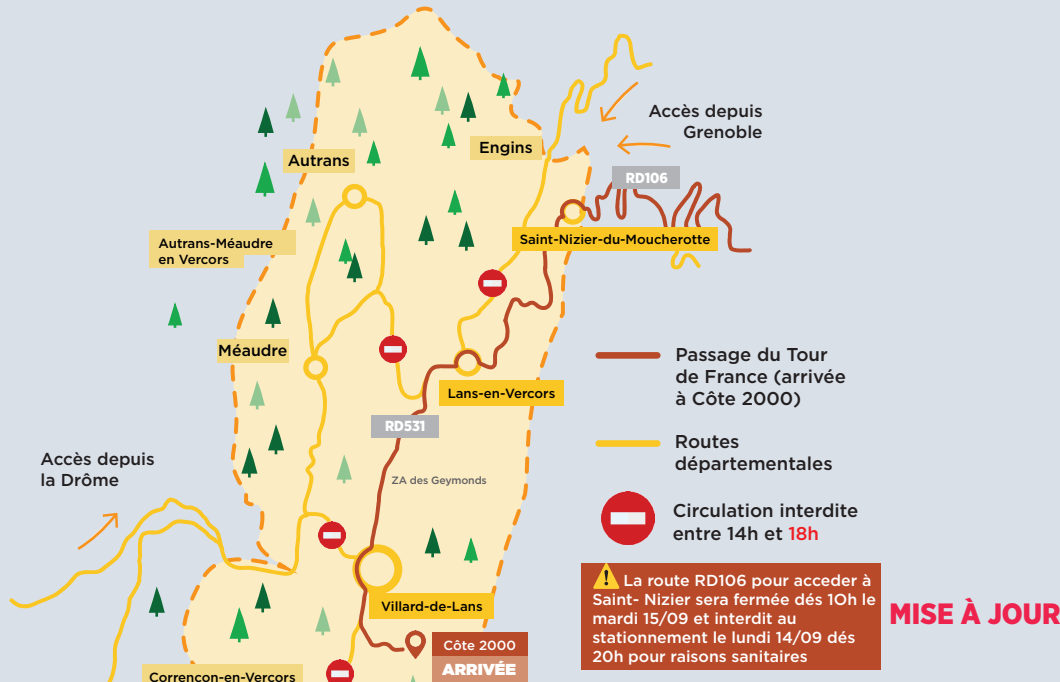 Accès depuis
Grenoble
Engins
Autrans
RD106
Autrans-Méaudre
en Vercors
Saint-Nizier-du-Moucherotte
Méaudre
Lans-en-Vercors
RD531
Passage du Tour
de France (arrivée
à Côte 2000)
Routes
départementales
Accès depuis
la Drôme
ZA des Geymonds
Circulation interdite
entre 14h et 18h
La route RD106 pour acceder à
Saint- Nizier sera fermée dés 10h le
mardi 15/09 et interdit au
stationnement le lundi 14/09 dés
20h pour raisons sanitaires
MISE À JOUR
Villard-de-Lans
Côte 2000
ARRIVÉE
Corrençon-en-Vercors